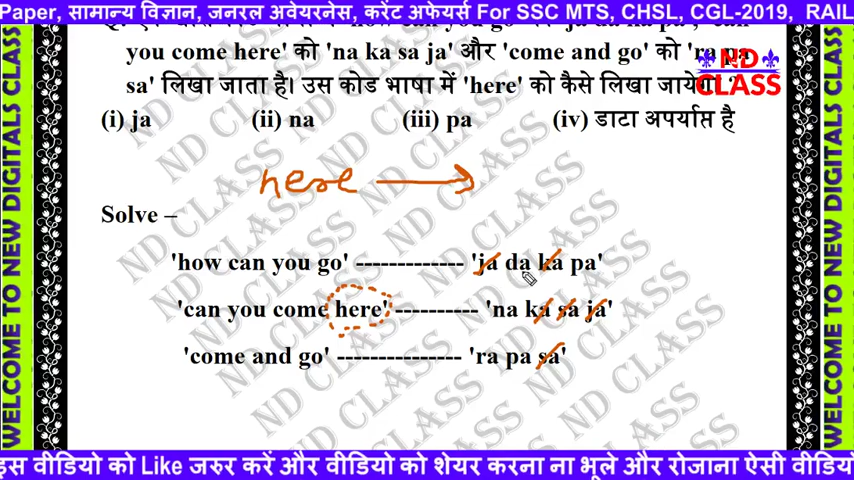 Paper, सामान्य विज्ञान, जनरल अवेयरनेस, करेंट अफेयर्स For SSC MTS, CHSL, CGL-2019, RAIL
you come here' को 'na ka sa ja' और 'come and go' को 'ra pa
sa' लिखा जाता है। उस कोड भाषा में 'here' को कैसे लिखा जायेगा ?
ND
CLASS
(i) ja (ii) na (iii) pa (iv) डाटा अपर्याप्त है
here
Solve –
'how can you go' ------------- 'ja da ka pa'
'can you come here' ---------- 'na ka sa ja'
'come and go' --------------- 'ra pa sa'
WELCOME TO NEW DIGITALS CLASS
WELCOME TO NEW DIGITALS CLASS
इस वीडियो को Like जरुर करें और वीडियो को शेयर करना ना भूले और रोजाना ऐसी वीडियो